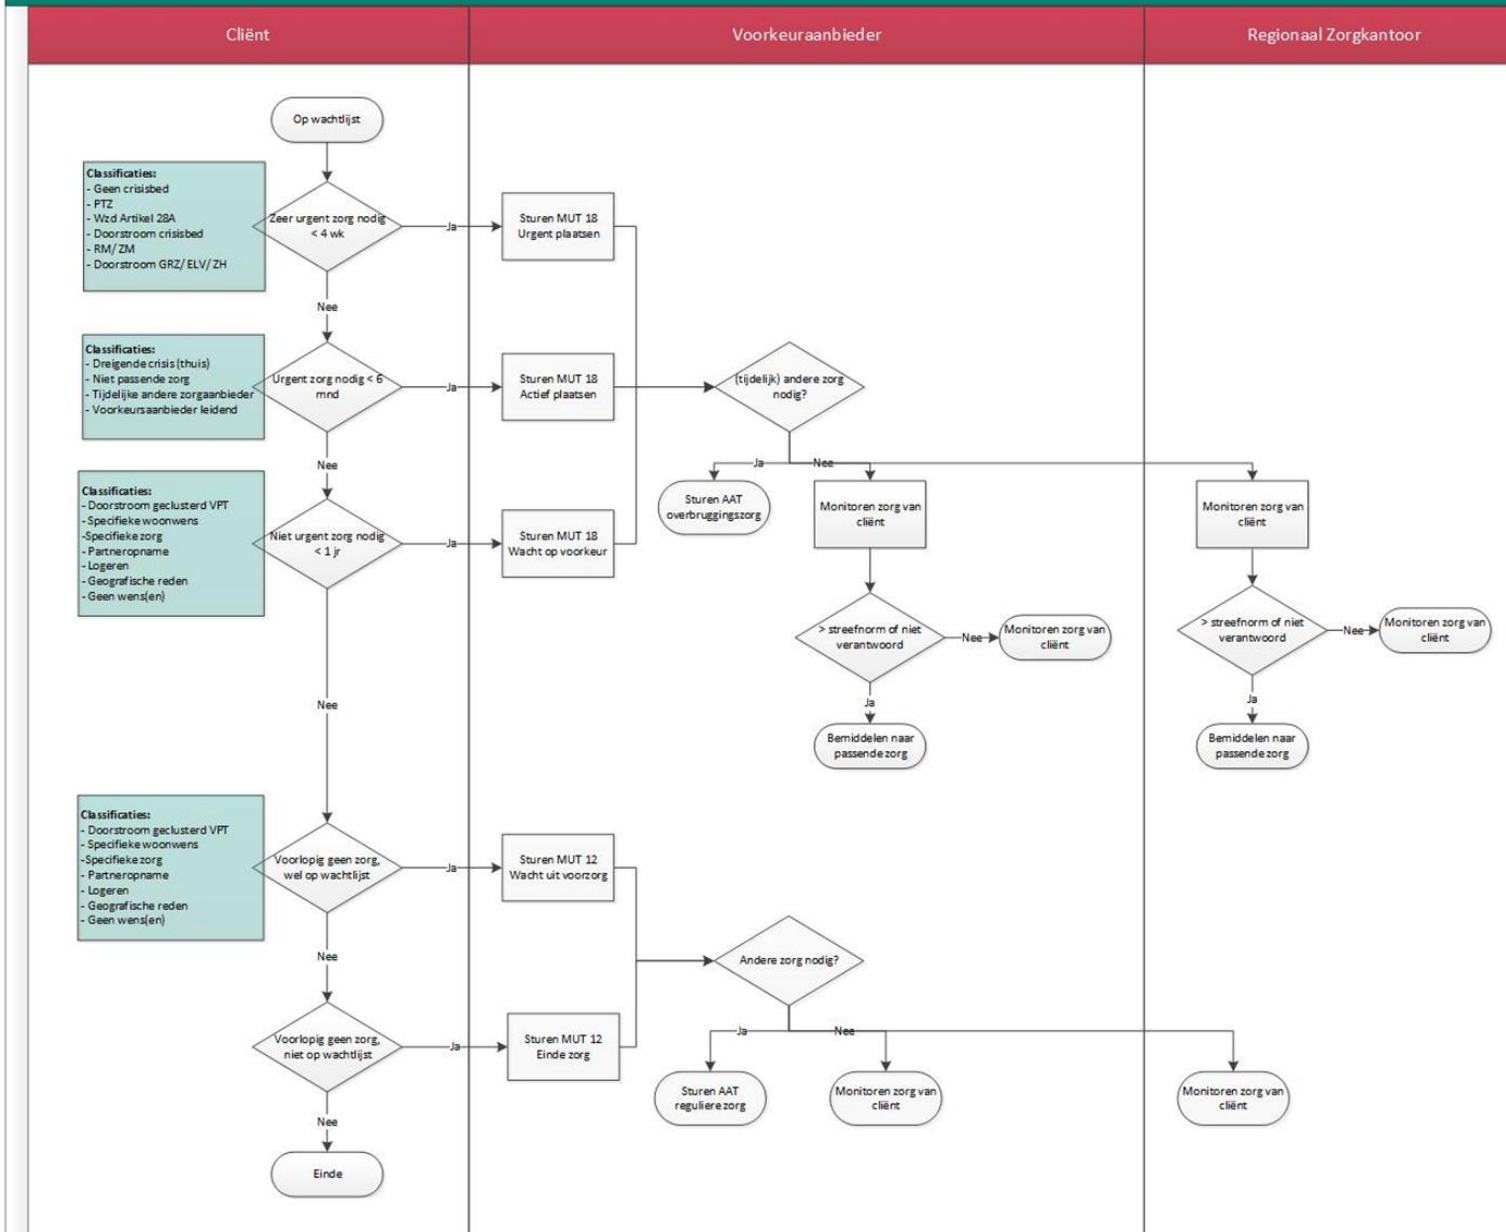 Cliënt
Voorkeuraanbieder
Regionaal Zorgkantoor
Op wachtlijst
Classificaties:
- Geen crisisbed
- PTZ
- Wzd Artikel 28A
- Doorstroom crisisbed
- RM/ ZM
- Doorstroom GRZ/ ELV/ ZH
Zeer urgent zorg nodig
< 4 wk
Ja
Sturen MUT 18
Urgent plaatsen
Nee
Classificaties:
- Dreigende crisis (thuis)
- Niet passende zorg
- Tijdelijke andere zorgaanbieder
- Voorkeursaanbieder leidend
Urgent zorg nodig < 6
mnd
Ja
Sturen MUT 18
Actief plaatsen
(tijdelijk) andere zorg
nodig?
Nee
Ja
Nee
Classificaties:
- Doorstroom geclusterd VPT
- Specifieke woonwens
-Specifieke zorg
- Partneropname
- Logeren
- Geografische reden
- Geen wens(en)
Niet urgent zorg nodig
< 1 jr
Ja
Sturen MUT 18
Wacht op voorkeur
Sturen AAT
overbruggingszorg
Monitoren zorg van
cliënt
Monitoren zorg van
cliënt
> streefnorm of niet
verantwoord
Nee
Monitoren zorg van
cliënt
> streefnorm of niet
verantwoord
Nee
Monitoren zorg van
cliënt
Nee
Ja
Ja
Bemiddelen naar
passende zorg
Bemiddelen naar
passende zorg
Classificaties:
- Doorstroom geclusterd VPT
- Specifieke woonwens
-Specifieke zorg
- Partneropname
- Logeren
- Geografische reden
- Geen wens(en)
Voorlopig geen zorg,
wel op wachtlijst
Ja
Sturen MUT 12
Wacht uit voorzorg
Nee
Andere zorg nodig?
Voorlopig geen zorg,
niet op wachtlijst
Ja
Sturen MUT 12
Einde zorg
Ja
Nee
Sturen AAT
reguliere zorg
Monitoren zorg van
cliënt
Monitoren zorg van
cliënt
Nee
Einde